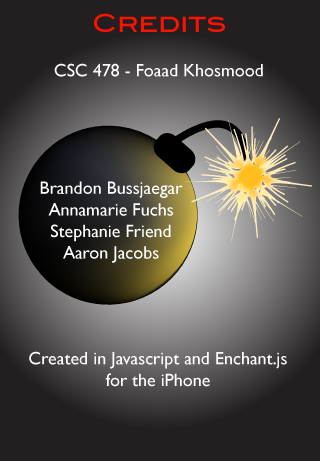 Credits
CSC 478 - Foaad Khosmood
Brandon Bussjaegar
Annamarie Fuchs
Stephanie Friend
Aaron Jacobs
Created in Javascript and Enchant.js
for the iPhone